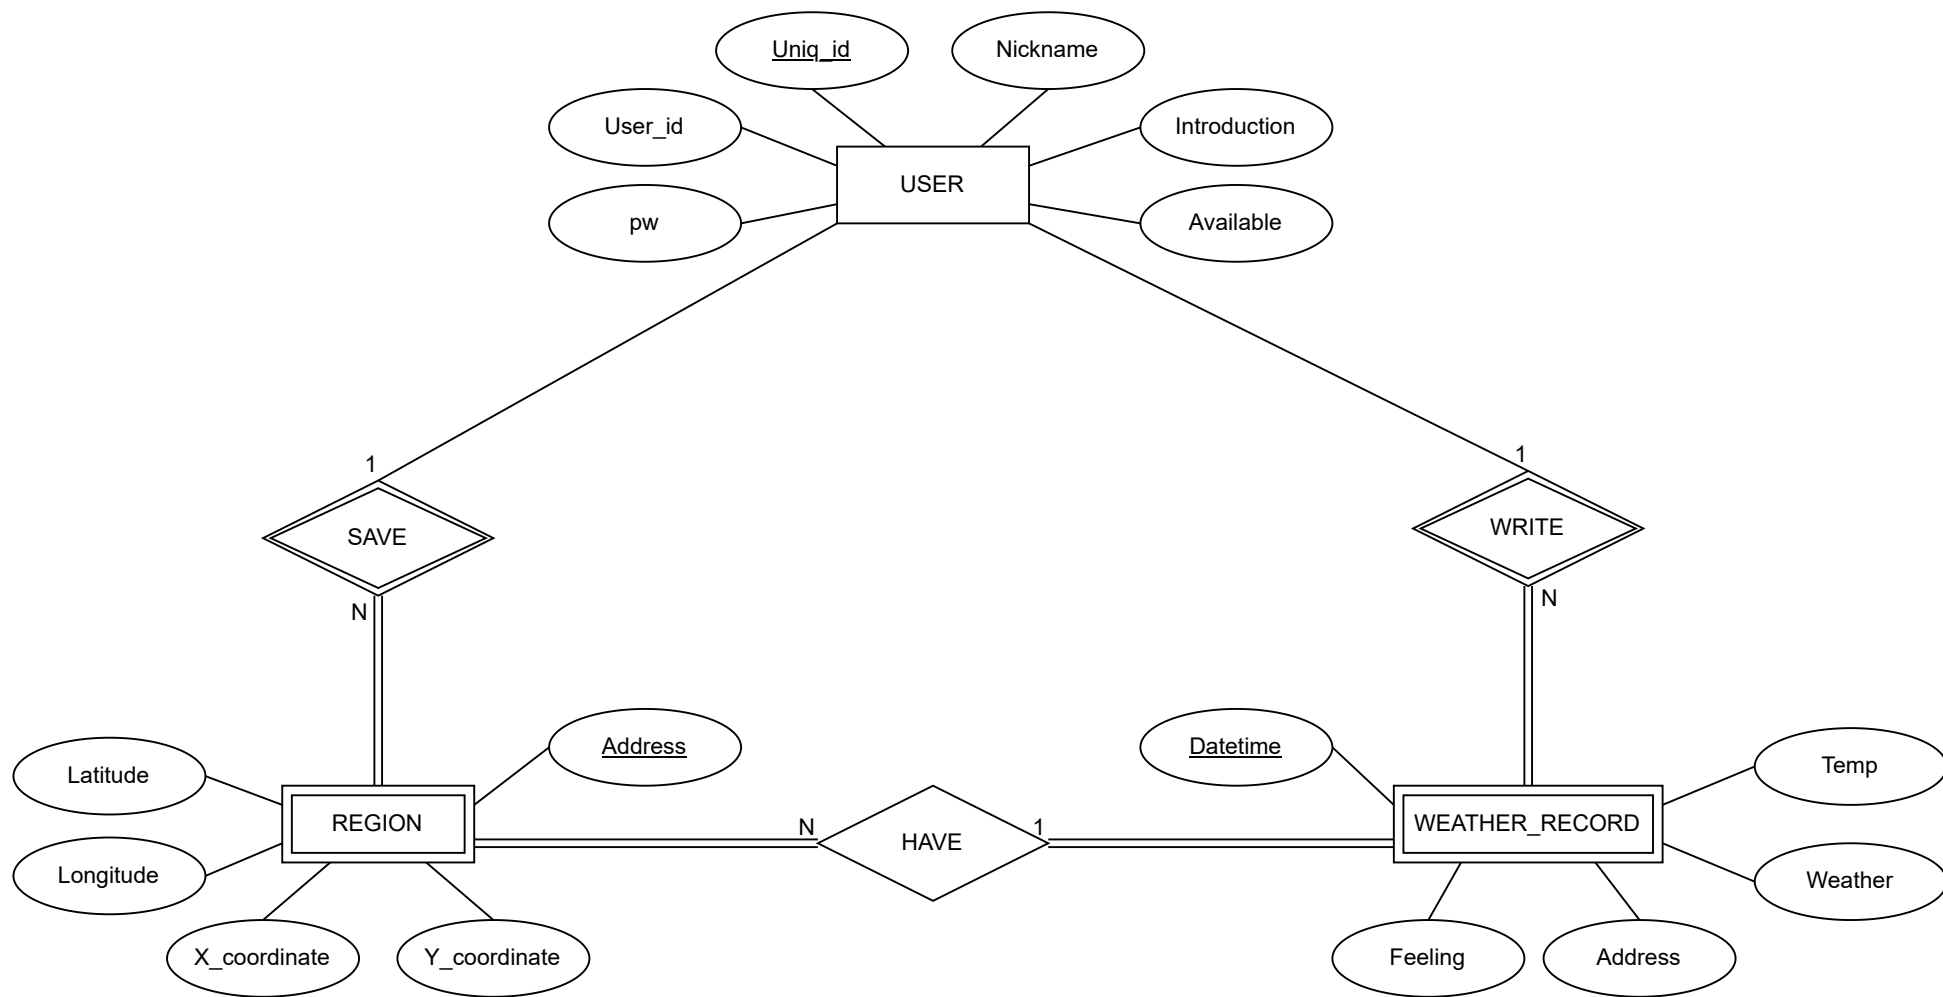 Uniq_id
Nickname
User_id
Introduction
USER
pw
Available
1
1
SAVE
WRITE
N
N
Address
Datetime
Latitude
Temp
REGION
N
HAVE
1
WEATHER_RECORD
Longitude
Weather
X_coordinate
Y_coordinate
Feeling
Address